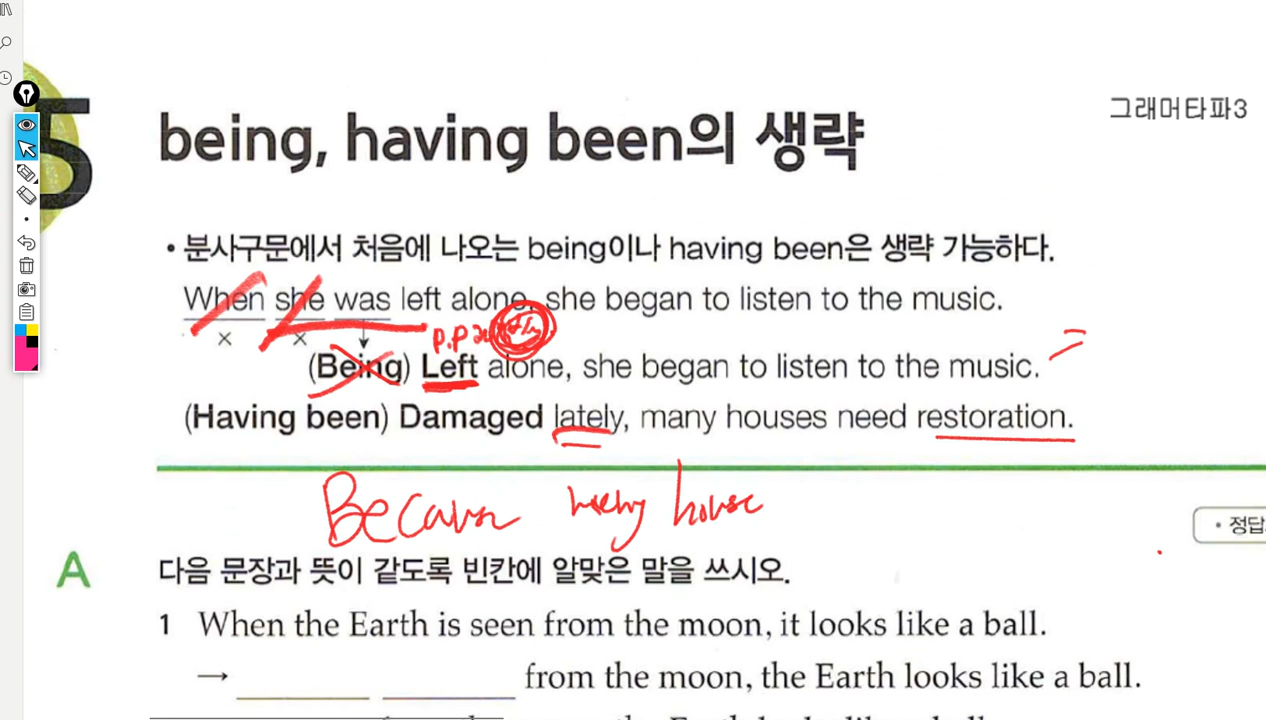 그래머타파3
5 being, having been의 생략
• 분사구문에서 처음에 나오는 being이나 having been은 생략 가능하다.
When she was left alone, she began to listen to the music.
× ×
p.p
(Being) Left alone, she began to listen to the music.
(Having been) Damaged lately, many houses need restoration.
many house
• 정답
A 다음 문장과 뜻이 같도록 빈칸에 알맞은 말을 쓰시오.
1 When the Earth is seen from the moon, it looks like a ball.
→ from the moon, the Earth looks like a ball.